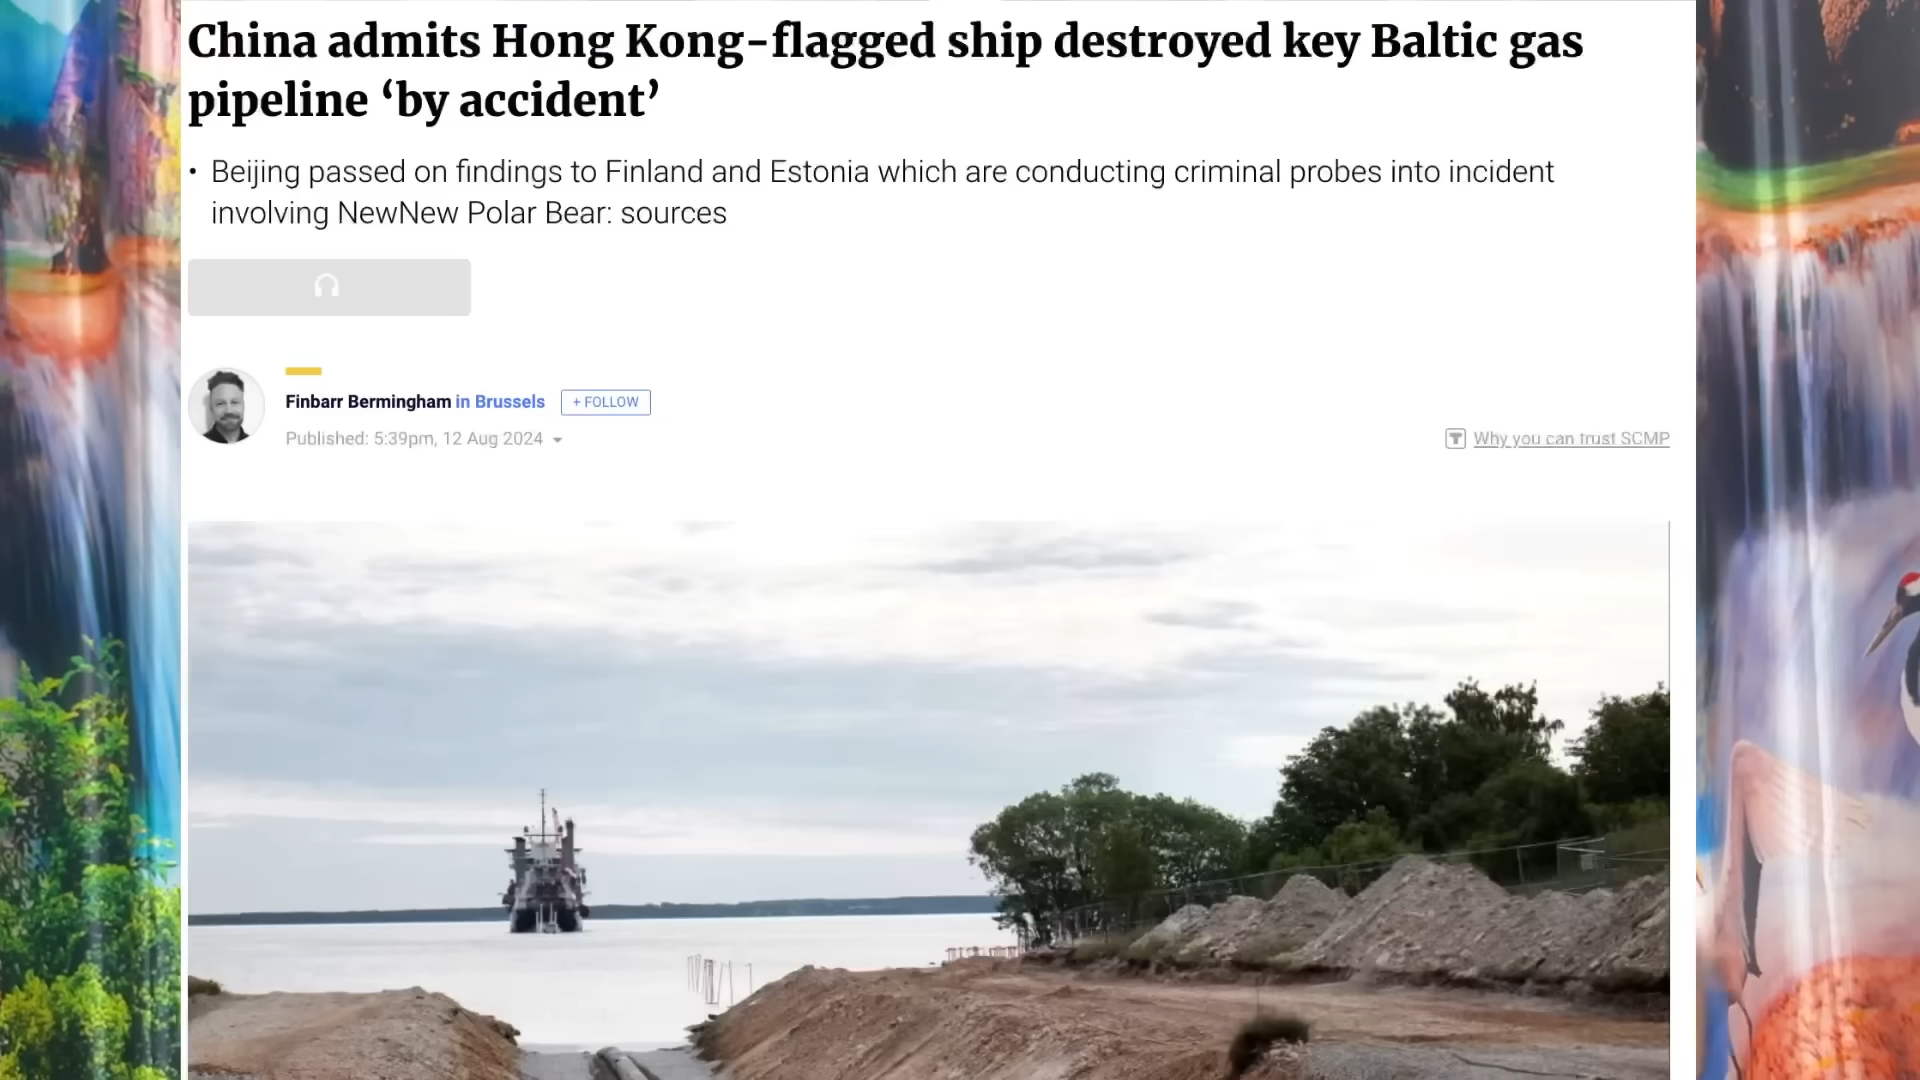 China admits Hong Kong-flagged ship destroyed key Baltic gas
pipeline ‘by accident’
• Beijing passed on findings to Finland and Estonia which are conducting criminal probes into incident
involving NewNew Polar Bear: sources
Finbarr Bermingham in Brussels + FOLLOW
Published: 5:39pm, 12 Aug 2024
Why you can trust SCMP